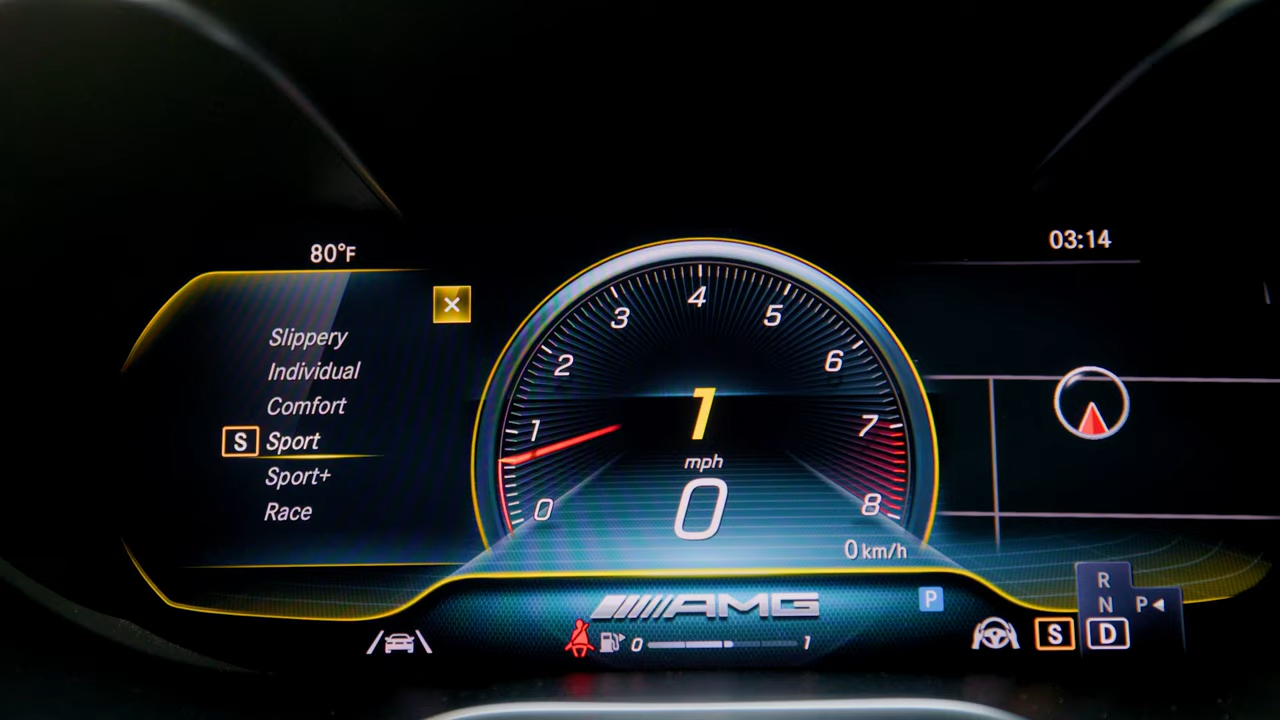 80°F
03:14
Slippery
Individual
Comfort
S Sport
Sport+
Race
0
1
2
3
4
5
6
7
8
1
mph
0
0 km/h
AMG
P
R
N
P
D
S
0
1